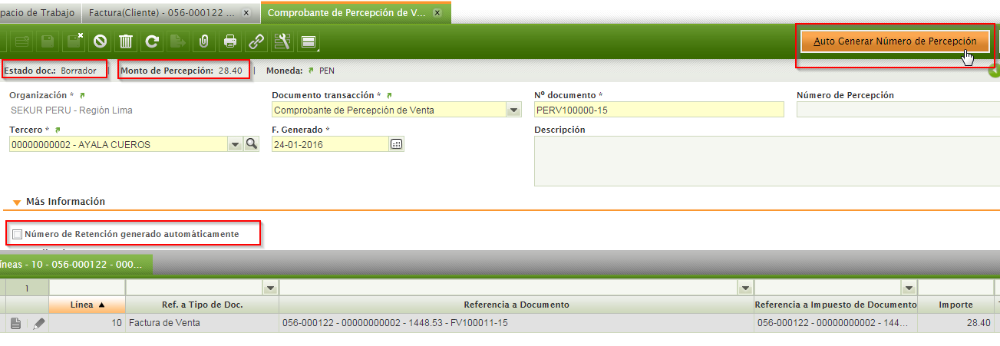 pacio de Trabajo Factura(Cliente) - 056-000122 ... x Comprobante de Percepción de V... x
Auto Generar Número de Percepción
Estado doc.: Borrador | Monto de Percepción: 28.40 | Moneda: PEN
Organización * Documento transacción * Nº documento * Número de Percepción
SEKUR PERU - Región Lima Comprobante de Percepción de Venta PERV100000-15
Tercero * F. Generado * Descripción
00000000002 - AYALA CUEROS 24-01-2016
Más Información
Número de Retención generado automáticamente
íneas - 10 - 056-000122 - 000...
1
Línea Ref. a Tipo de Doc. Referencia a Documento Referencia a Impuesto de Documento Importe
10 Factura de Venta 056-000122 - 00000000002 - 1448.53 - FV100011-15 056-000122 - 00000000002 - 144... 28.40